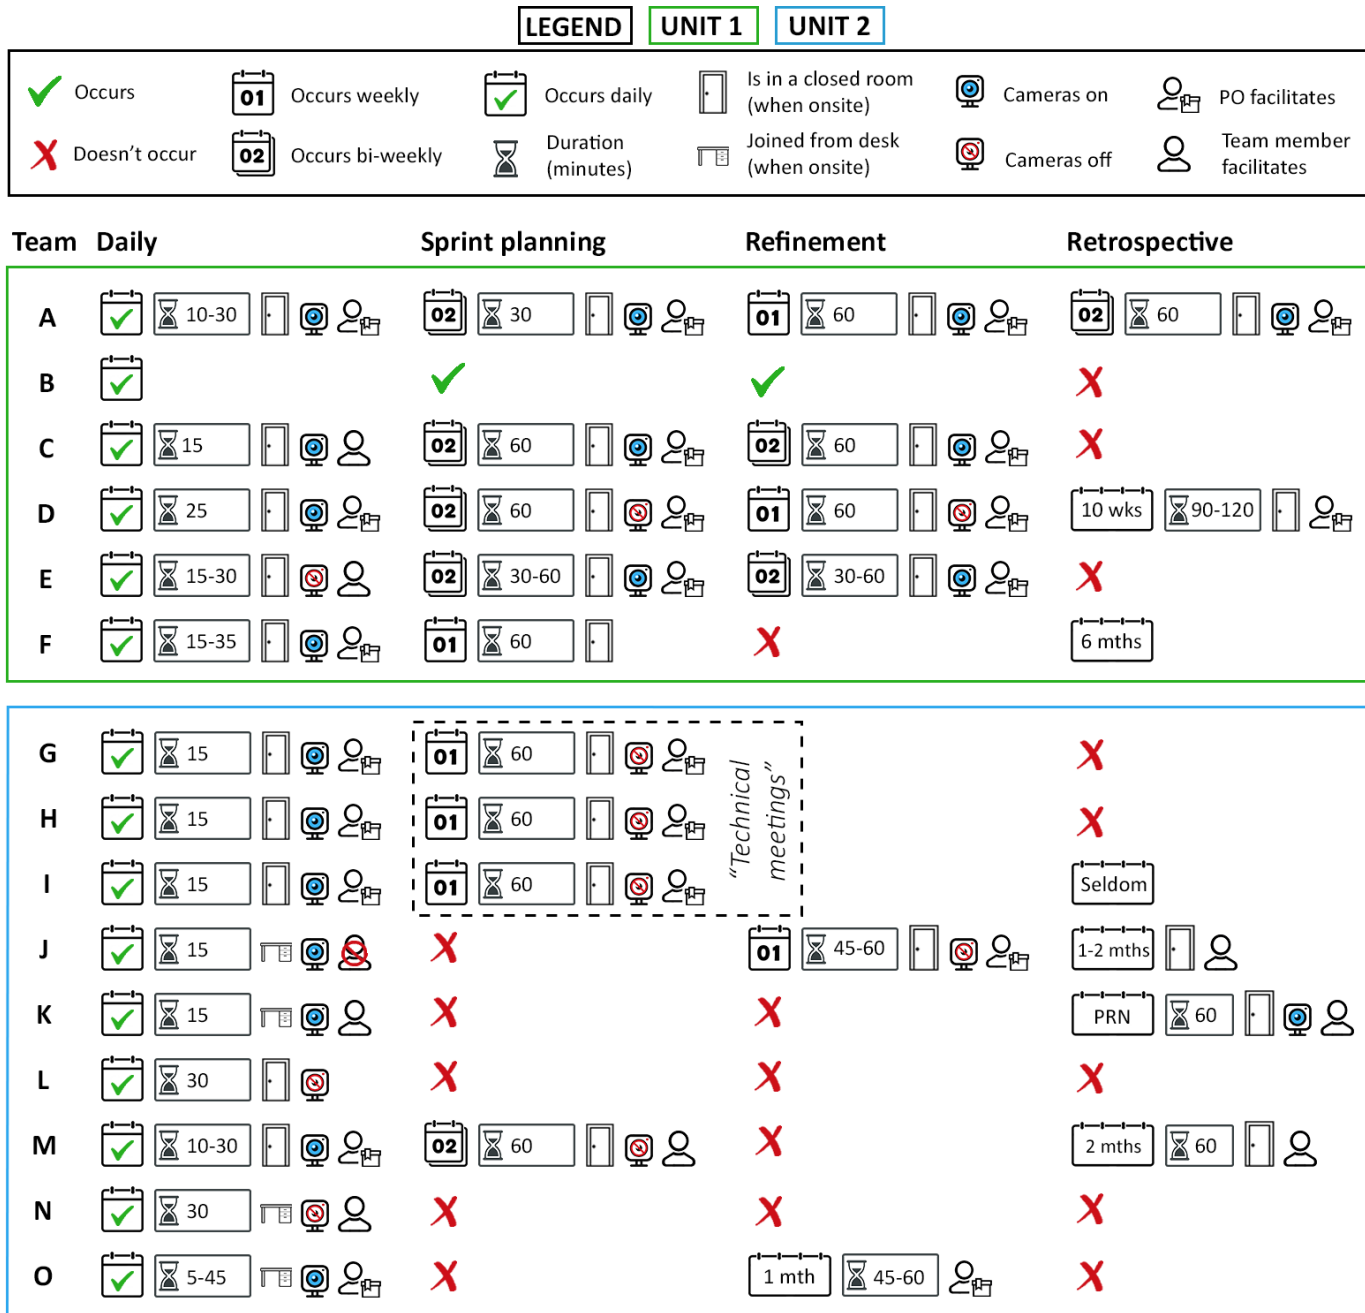 LEGEND UNIT 1 UNIT 2
Occurs 01 Occurs weekly Occurs daily Is in a closed room (when onsite) Cameras on PO facilitates
Doesn't occur 02 Occurs bi-weekly Duration (minutes) Joined from desk (when onsite) Cameras off Team member facilitates
Team Daily Sprint planning Refinement Retrospective
A 10-30 02 30 01 60 02 60
B
C 15 02 60 02 60
D 25 02 60 01 60 10 wks 90-120
E 15-30 02 30-60 02 30-60
F 15-35 01 60 6 mths
G 15 01 60
H 15 01 60
I 15 01 60 Seldom
"Technical
meetings"
J 15 01 45-60 1-2 mths
K 15 PRN 60
L 30
M 10-30 02 60 2 mths 60
N 30
O 5-45 1 mth 45-60